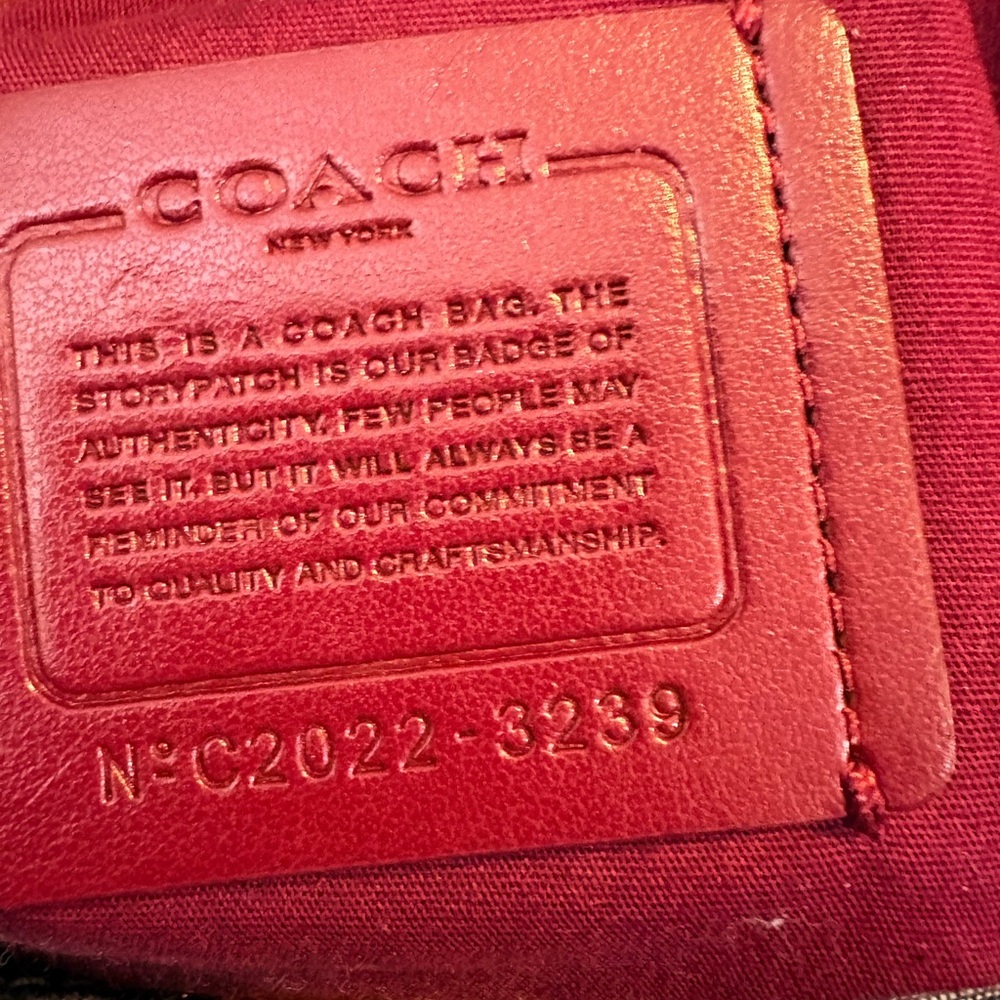 COACH
NEW YORK
THIS IS A COACH BAG. THE
STORYPATCH IS OUR BADGE OF
AUTHENTICITY. FEW PEOPLE MAY
SEE IT. BUT IT WILL ALWAYS BE A
REMINDER OF OUR COMMITMENT
TO QUALITY AND CRAFTSMANSHIP.
Nº C2022-3239